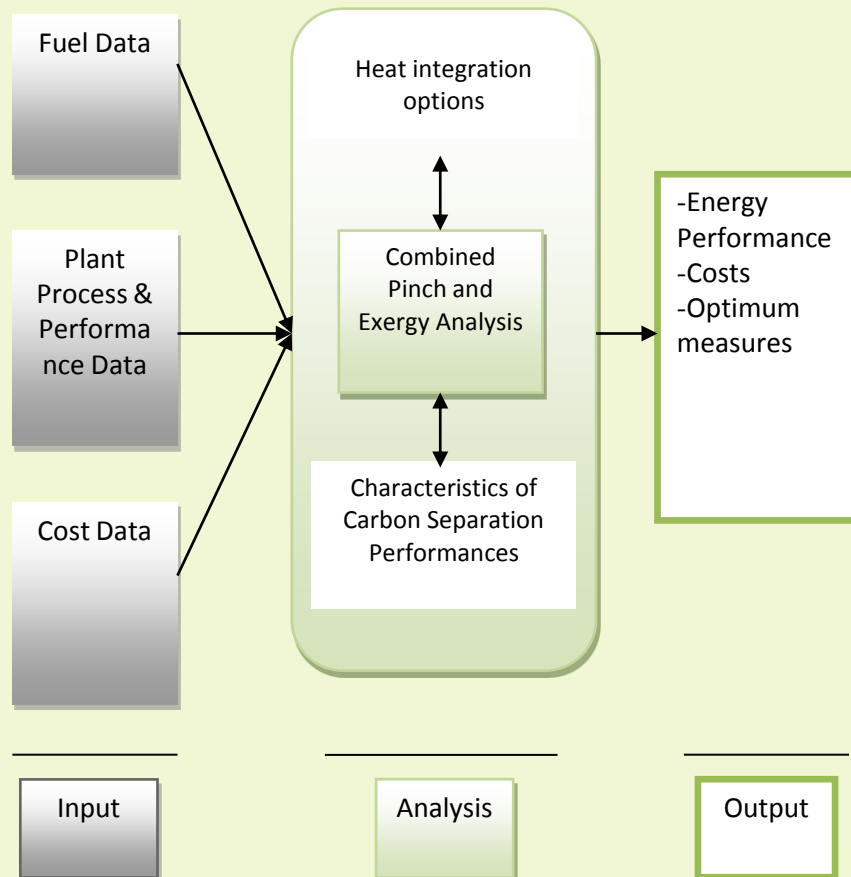 Fuel Data
Plant
Process &
Performa
nce Data
Cost Data
Heat integration
options
Combined
Pinch and
Exergy Analysis
Characteristics of
Carbon Separation
Performances
-Energy
Performance
-Costs
-Optimum
measures
Input
Analysis
Output